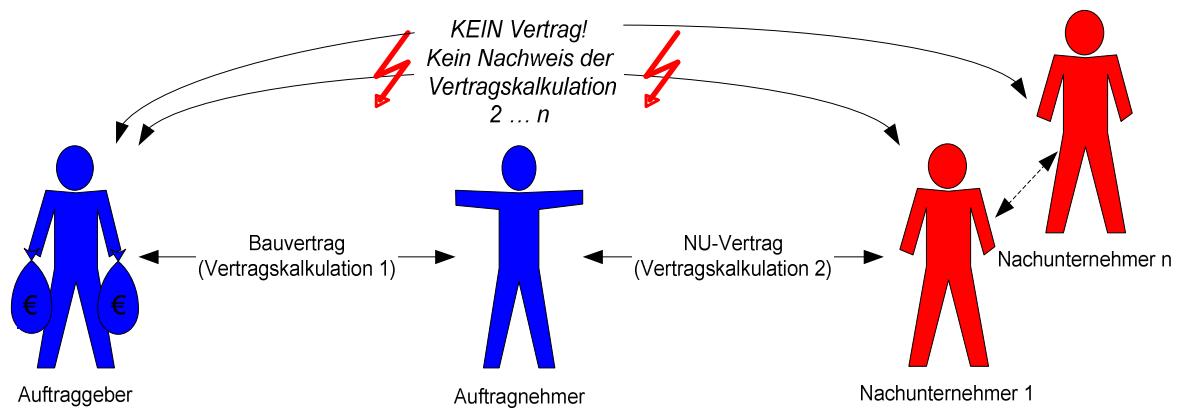 KEIN Vertrag!
Kein Nachweis der
Vertragskalkulation
2 … n
Bauvertrag
(Vertragskalkulation 1)
NU-Vertrag
(Vertragskalkulation 2)
Nachunternehmer n
€ €
Auftraggeber
Auftragnehmer
Nachunternehmer 1